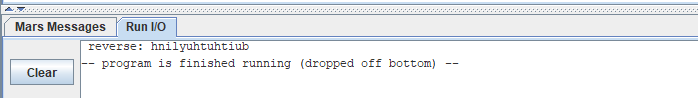 Mars Messages Run I/O
reverse: hnilyuhtuhtiub
Clear
-- program is finished running (dropped off bottom) --